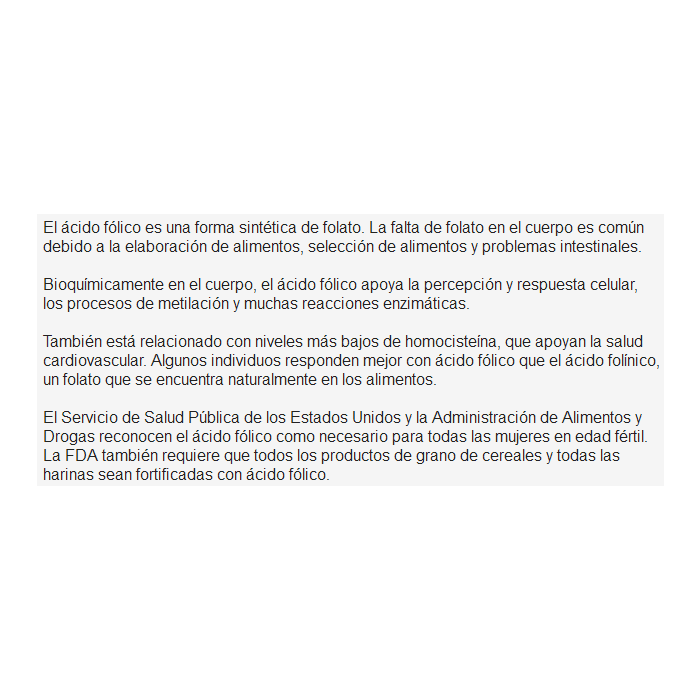 El ácido fólico es una forma sintética de folato. La falta de folato en el cuerpo es común
debido a la elaboración de alimentos, selección de alimentos y problemas intestinales.
Bioquímicamente en el cuerpo, el ácido fólico apoya la percepción y respuesta celular,
los procesos de metilación y muchas reacciones enzimáticas.
También está relacionado con niveles más bajos de homocisteína, que apoyan la salud
cardiovascular. Algunos individuos responden mejor con ácido fólico que el ácido folínico,
un folato que se encuentra naturalmente en los alimentos.
El Servicio de Salud Pública de los Estados Unidos y la Administración de Alimentos y
Drogas reconocen el ácido fólico como necesario para todas las mujeres en edad fértil.
La FDA también requiere que todos los productos de grano de cereales y todas las
harinas sean fortificadas con ácido fólico.